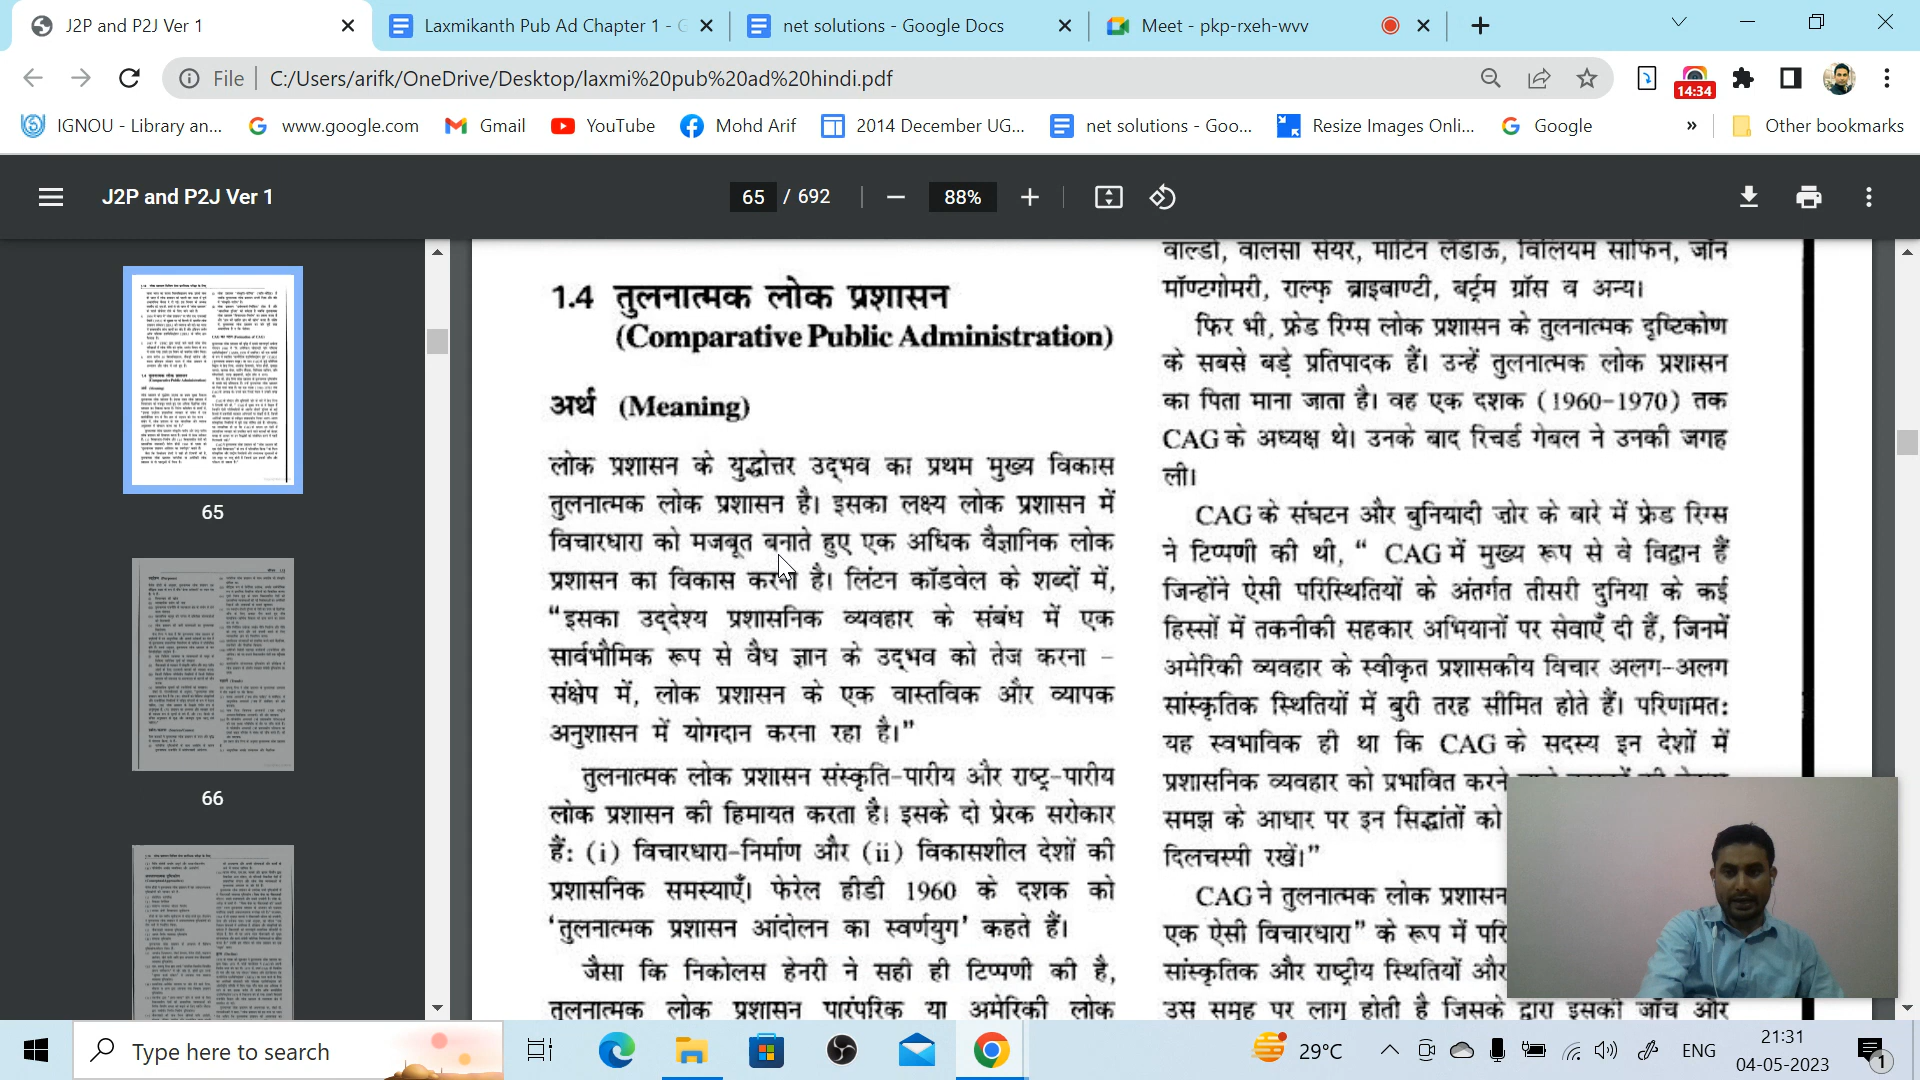 J2P and P2J Ver 1
Laxmikanth Pub Ad Chapter 1 - G
net solutions - Google Docs
Meet - pkp-rxeh-wvv
File
C:/Users/arifk/OneDrive/Desktop/laxmi%20pub%20ad%20hindi.pdf
14:34
IGNOU - Library an...
www.google.com
Gmail
YouTube
Mohd Arif
2014 December UG...
net solutions - Goo...
Resize Images Onli...
Google
»
Other bookmarks
J2P and P2J Ver 1
65 / 692
88%
65
66
1.4 तुलनात्मक लोक प्रशासन
(Comparative Public Administration)
अर्थ (Meaning)
लोक प्रशासन के युद्धोत्तर उद्भव का प्रथम मुख्य विकास
तुलनात्मक लोक प्रशासन है। इसका लक्ष्य लोक प्रशासन में
विचारधारा को मजबूत बनाते हुए एक अधिक वैज्ञानिक लोक
प्रशासन का विकास करना है। लिंटन कॉडवेल के शब्दों में,
“इसका उद्देश्य प्रशासनिक व्यवहार के संबंध में एक
सार्वभौमिक रूप से वैध ज्ञान के उद्भव को तेज करना –
संक्षेप में, लोक प्रशासन के एक वास्तविक और व्यापक
अनुशासन में योगदान करना रहा है।”
तुलनात्मक लोक प्रशासन संस्कृति-पारीय और राष्ट्र-पारीय
लोक प्रशासन की हिमायत करता है। इसके दो प्रेरक सरोकार
हैं: (i) विचारधारा-निर्माण और (ii) विकासशील देशों की
प्रशासनिक समस्याएँ। फेरेल हीडी 1960 के दशक को
‘तुलनात्मक प्रशासन आंदोलन का स्वर्णयुग’ कहते हैं।
जैसा कि निकोलस हेनरी ने सही ही टिप्पणी की है,
तुलनात्मक लोक प्रशासन पारंपरिक या अमेरिकी लोक
वाल्डो, वालसा सेयर, मार्टिन लैंडाऊ, विलियम साफिन, जॉन
मॉण्टगोमरी, राल्फ़ ब्राइबाण्टी, बर्ट्रम ग्रॉस व अन्य।
फिर भी, फ्रेड रिग्स लोक प्रशासन के तुलनात्मक दृष्टिकोण
के सबसे बड़े प्रतिपादक हैं। उन्हें तुलनात्मक लोक प्रशासन
का पिता माना जाता है। वह एक दशक (1960-1970) तक
CAG के अध्यक्ष थे। उनके बाद रिचर्ड गेबल ने उनकी जगह
ली।
CAG के संघटन और बुनियादी ज़ोर के बारे में फ्रेड रिग्स
ने टिप्पणी की थी, “ CAG में मुख्य रूप से वे विद्वान हैं
जिन्होंने ऐसी परिस्थितियों के अंतर्गत तीसरी दुनिया के कई
हिस्सों में तकनीकी सहकार अभियानों पर सेवाएँ दी हैं, जिनमें
अमेरिकी व्यवहार के स्वीकृत प्रशासकीय विचार अलग-अलग
सांस्कृतिक स्थितियों में बुरी तरह सीमित होते हैं। परिणामतः
यह स्वभाविक ही था कि CAG के सदस्य इन देशों में
प्रशासनिक व्यवहार को प्रभावित करने
समझ के आधार पर इन सिद्धांतों को
दिलचस्पी रखें।”
CAG ने तुलनात्मक लोक प्रशासन
एक ऐसी विचारधारा” के रूप में परि
सांस्कृतिक और राष्ट्रीय स्थितियों और
उस समूह पर लागू होती है जिसके द्वारा इसकी जाँच और
Type here to search
29°C
ENG
21:31
04-05-2023
1